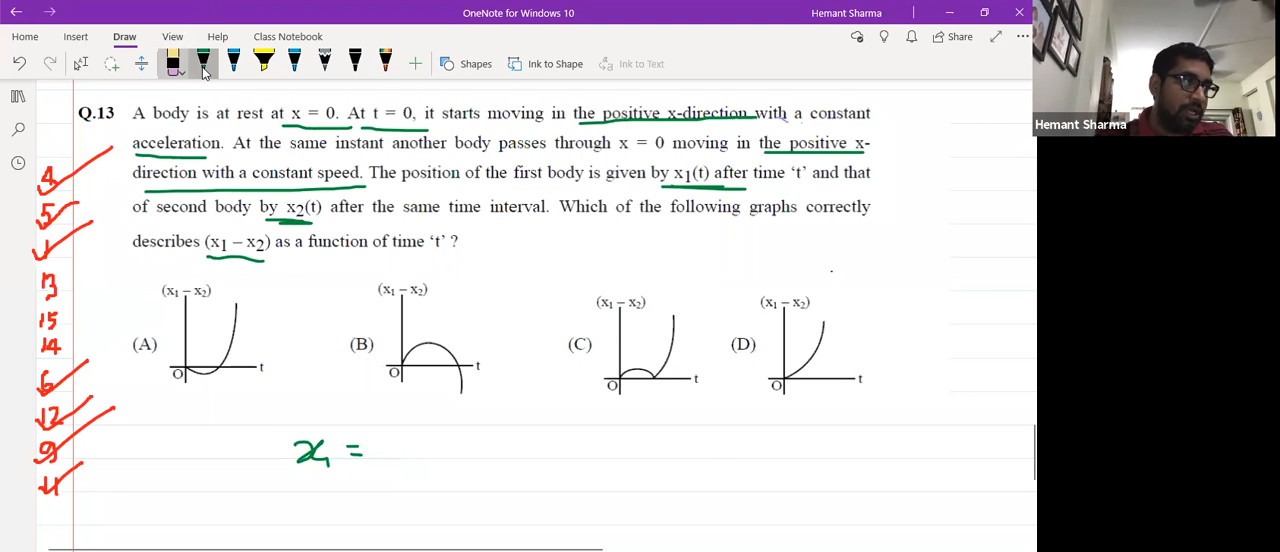 OneNote for Windows 10
Hemant Sharma
Home Insert Draw View Help Class Notebook
Share
Shapes Ink to Shape Ink to Text
Hemant Sharma
Q.13 A body is at rest at x = 0. At t = 0, it starts moving in the positive x-direction with a constant
acceleration. At the same instant another body passes through x = 0 moving in the positive x-
direction with a constant speed. The position of the first body is given by x1(t) after time ‘t’ and that
of second body by x2(t) after the same time interval. Which of the following graphs correctly
describes (x1 – x2) as a function of time ‘t’ ?
(x1 – x2)
(A)
O
t
(x1 – x2)
(B)
O
t
(x1 – x2)
(C)
O
t
(x1 – x2)
(D)
O
t
4
5
1
13
15
14
6
12
9
x1 =